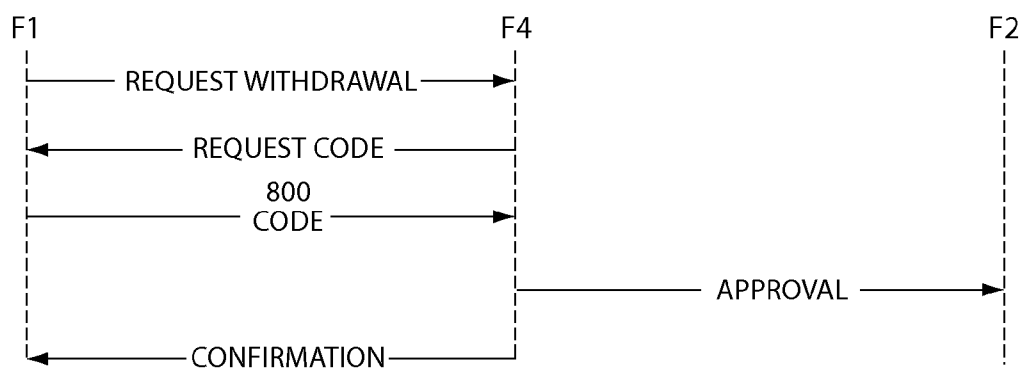 F1 F4 F2
REQUEST WITHDRAWAL
REQUEST CODE
800
CODE
APPROVAL
CONFIRMATION